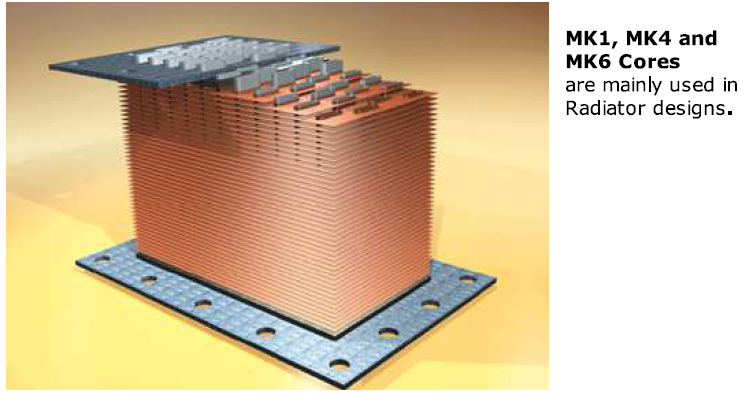 MK1, MK4 and
MK6 Cores
are mainly used in
Radiator designs.